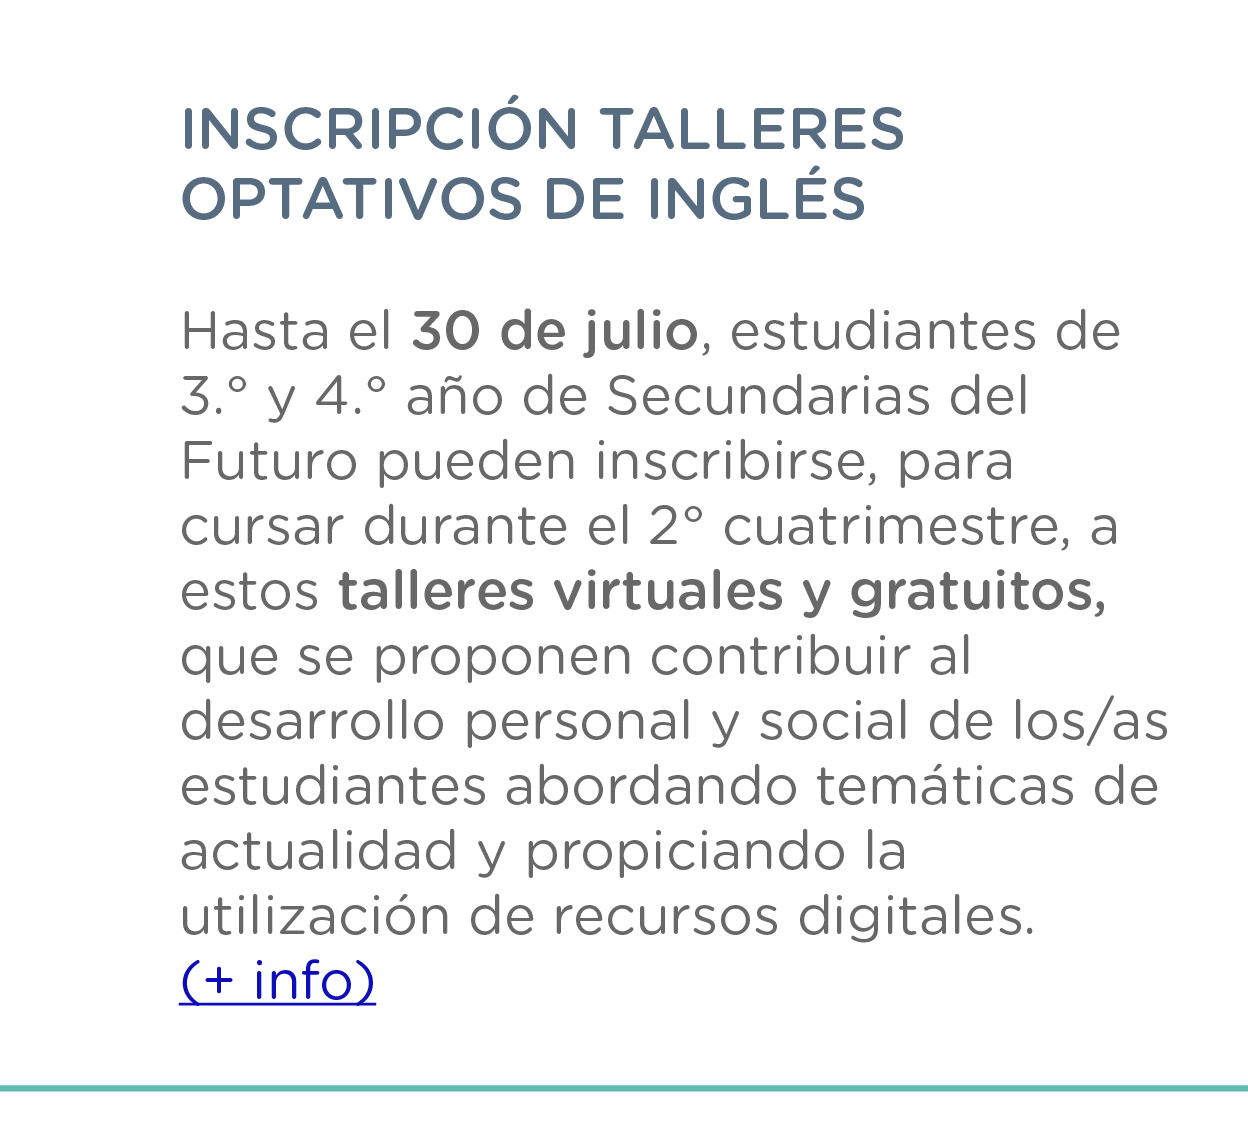 INSCRIPCIÓN TALLERES
OPTATIVOS DE INGLÉS
Hasta el 30 de julio, estudiantes de
3.° y 4.° año de Secundarias del
Futuro pueden inscribirse, para
cursar durante el 2° cuatrimestre, a
estos talleres virtuales y gratuitos,
que se proponen contribuir al
desarrollo personal y social de los/as
estudiantes abordando temáticas de
actualidad y propiciando la
utilización de recursos digitales.
(+ info)